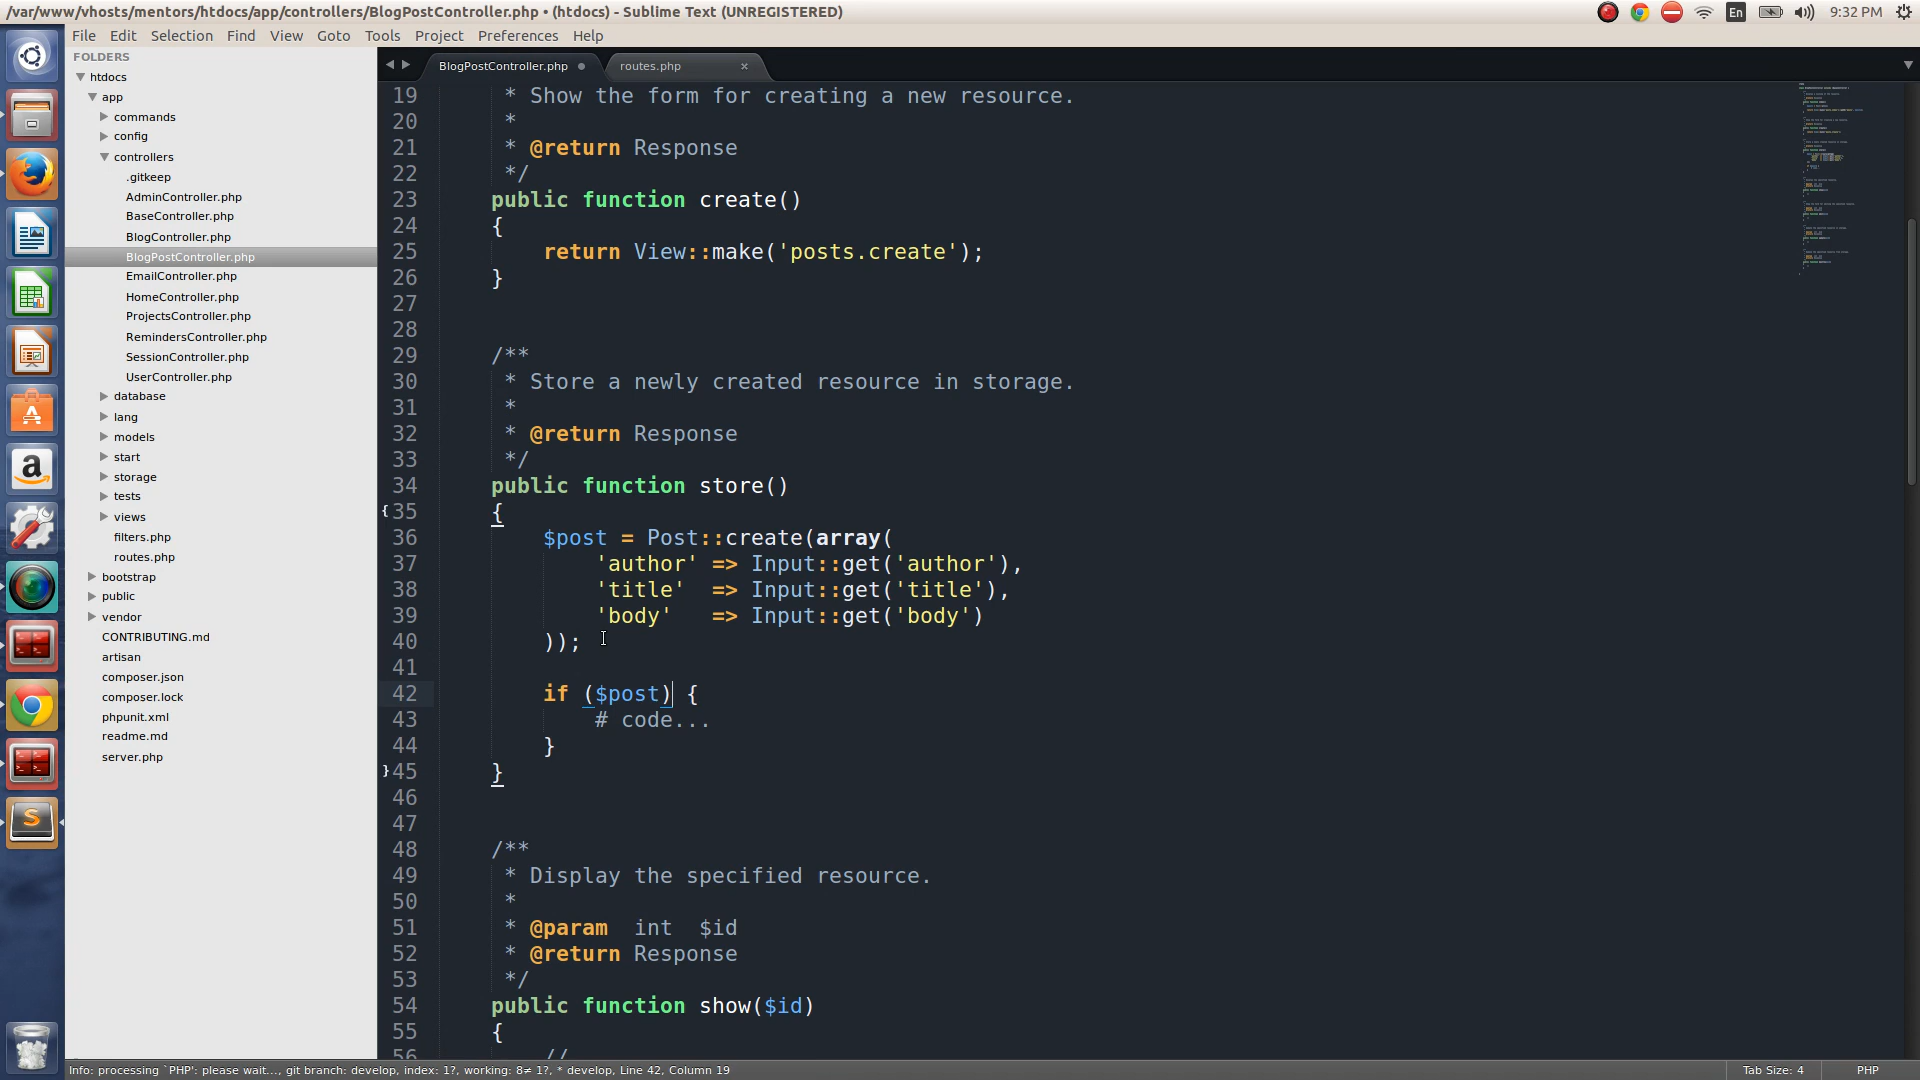 /var/www/vhosts/mentors/htdocs/app/controllers/BlogPostController.php • (htdocs) - Sublime Text (UNREGISTERED)
En
9:32 PM
File Edit Selection Find View Goto Tools Project Preferences Help
FOLDERS
htdocs
app
commands
config
controllers
.gitkeep
AdminController.php
BaseController.php
BlogController.php
BlogPostController.php
EmailController.php
HomeController.php
ProjectsController.php
RemindersController.php
SessionController.php
UserController.php
database
lang
models
start
storage
tests
views
filters.php
routes.php
bootstrap
public
vendor
CONTRIBUTING.md
artisan
composer.json
composer.lock
phpunit.xml
readme.md
server.php
BlogPostController.php •
routes.php ×
19 * Show the form for creating a new resource.
20 *
21 * @return Response
22 */
23 public function create()
24 {
25 return View::make('posts.create');
26 }
27
28
29 /**
30 * Store a newly created resource in storage.
31 *
32 * @return Response
33 */
34 public function store()
{ 35 {
36 $post = Post::create(array(
37 'author' => Input::get('author'),
38 'title'  => Input::get('title'),
39 'body'   => Input::get('body')
40 ));
41
42 if ($post) {
43 # code...
44 }
} 45 }
46
47
48 /**
49 * Display the specified resource.
50 *
51 * @param  int  $id
52 * @return Response
53 */
54 public function show($id)
55 {
56 //
Info: processing `PHP': please wait..., git branch: develop, index: 1?, working: 8≠ 1?, * develop, Line 42, Column 19
Tab Size: 4
PHP